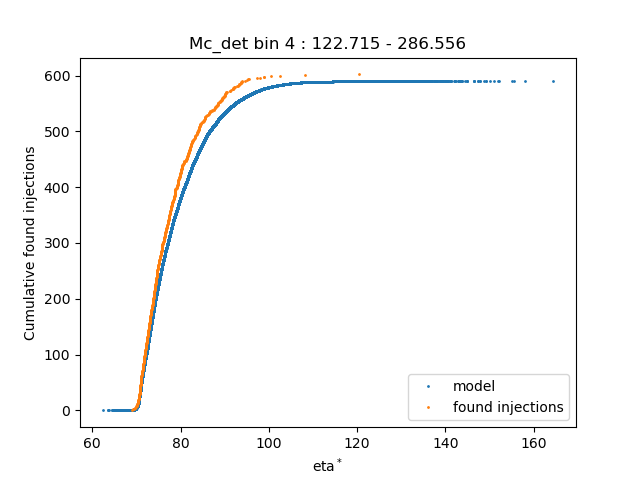 Mc_det bin 4 : 122.715 - 286.556
Cumulative found injections
600
500
400
300
200
100
0
60
80
100
120
140
160
eta*
model
found injections